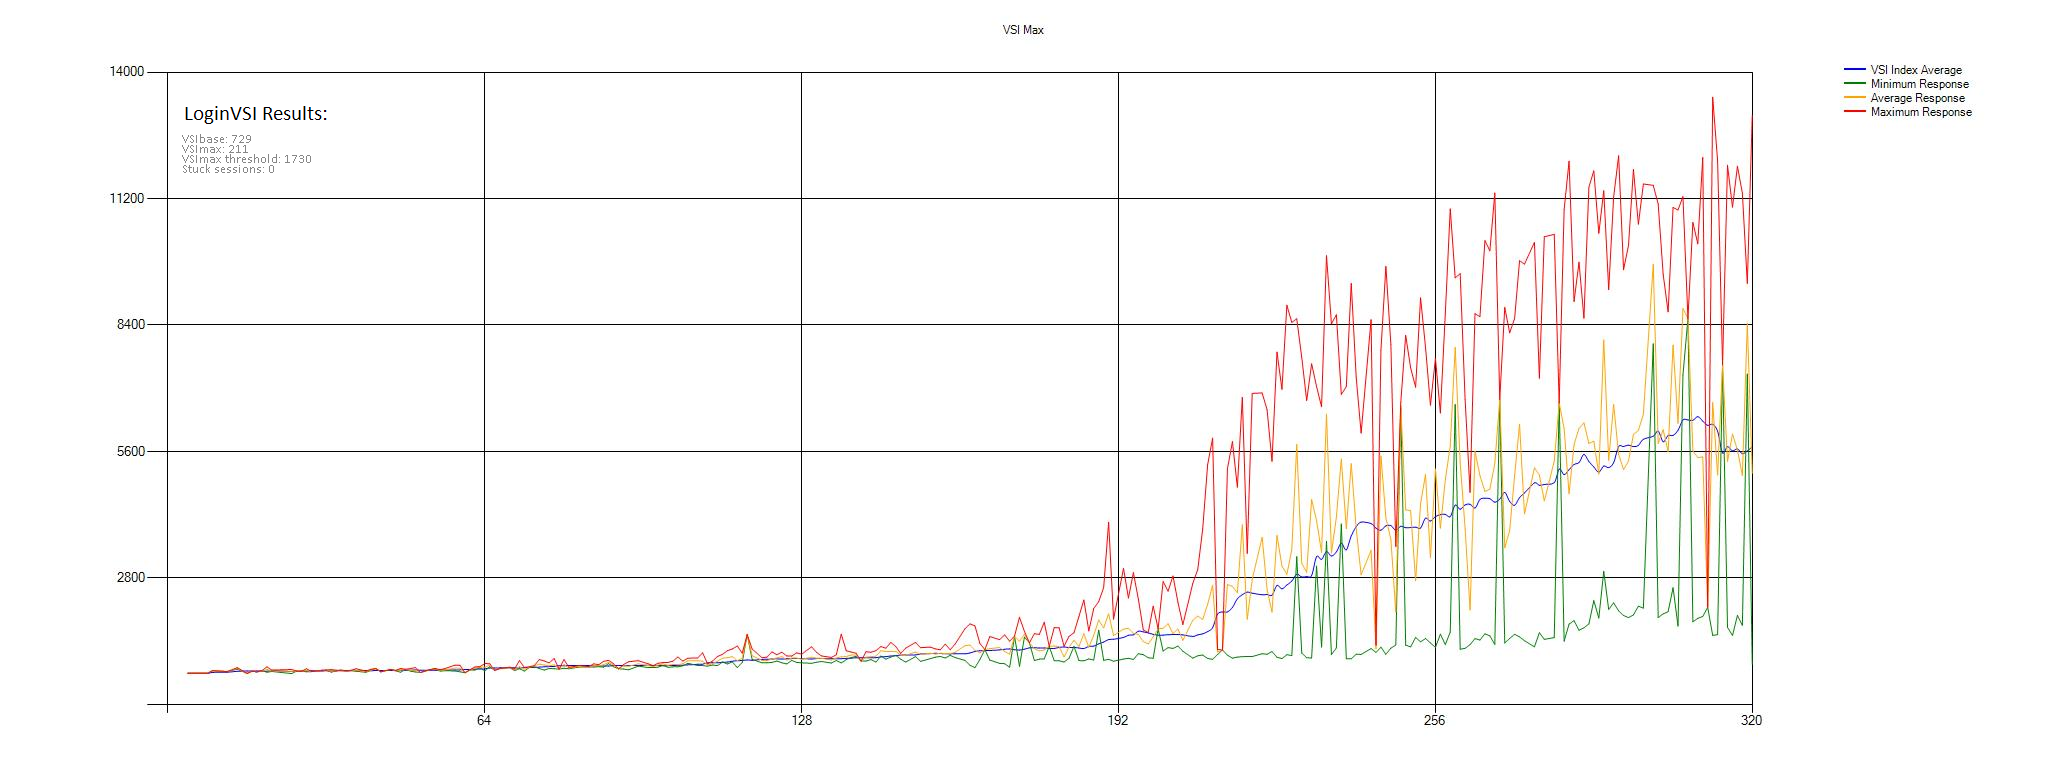 VSI Max
14000
11200
8400
5600
2800
LoginVSI Results:
VSIbase: 729
VSImax: 211
VSImax threshold: 1730
Stuck sessions: 0
VSI Index Average
Minimum Response
Average Response
Maximum Response
64
128
192
256
320